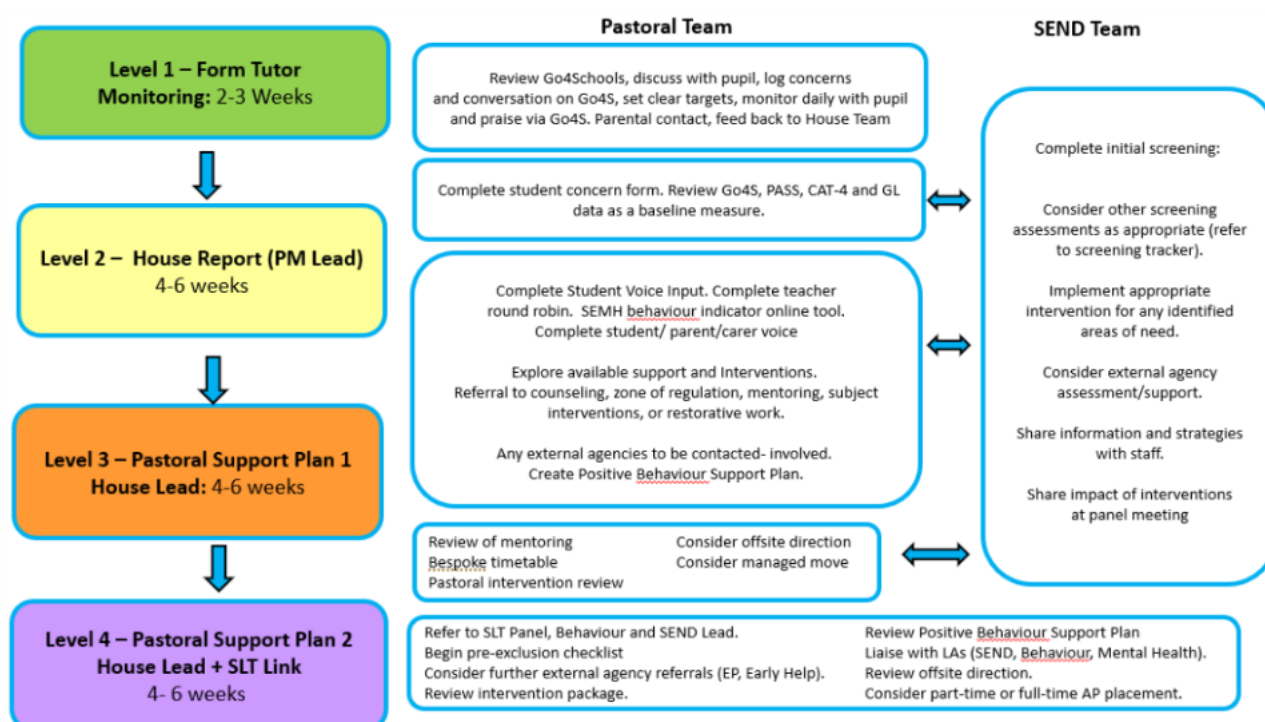 Pastoral Team
SEND Team
Level 1 – Form Tutor
Monitoring: 2-3 Weeks
Review Go4Schools, discuss with pupil, log concerns
and conversation on Go4S, set clear targets, monitor daily with pupil
and praise via Go4S. Parental contact, feed back to House Team
Complete student concern form. Review Go4S, PASS, CAT-4 and GL
data as a baseline measure.
Level 2 – House Report (PM Lead)
4-6 weeks
Complete Student Voice Input. Complete teacher
round robin. SEMH behaviour indicator online tool.
Complete student/ parent/carer voice
Explore available support and Interventions.
Referral to counseling, zone of regulation, mentoring, subject
interventions, or restorative work.
Any external agencies to be contacted- involved.
Create Positive Behaviour Support Plan.
Level 3 – Pastoral Support Plan 1
House Lead: 4-6 weeks
Review of mentoring
Bespoke timetable
Pastoral intervention review
Consider offsite direction
Consider managed move
Level 4 – Pastoral Support Plan 2
House Lead + SLT Link
4- 6 weeks
Refer to SLT Panel, Behaviour and SEND Lead.
Begin pre-exclusion checklist
Consider further external agency referrals (EP, Early Help).
Review intervention package.
Review Positive Behaviour Support Plan
Liaise with LAs (SEND, Behaviour, Mental Health).
Review offsite direction.
Consider part-time or full-time AP placement.
Complete initial screening:
Consider other screening
assessments as appropriate (refer
to screening tracker).
Implement appropriate
intervention for any identified
areas of need.
Consider external agency
assessment/support.
Share information and strategies
with staff.
Share impact of interventions
at panel meeting